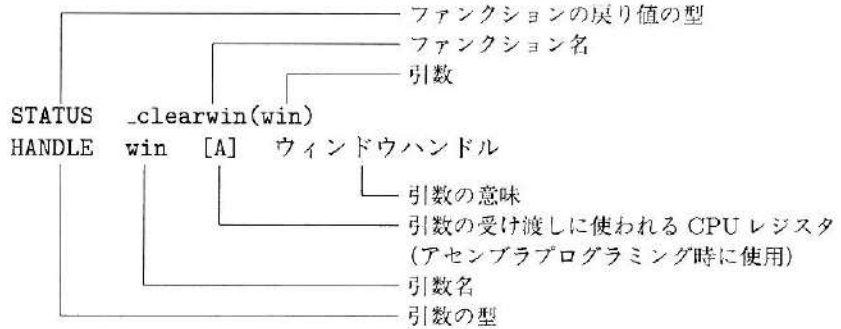 ファンクションの戻り値の型
ファンクション名
引数
STATUS _clearwin(win)
HANDLE win [A] ウィンドウハンドル
引数の意味
引数の受け渡しに使われる CPU レジスタ
(アセンブラプログラミング時に使用)
引数名
引数の型